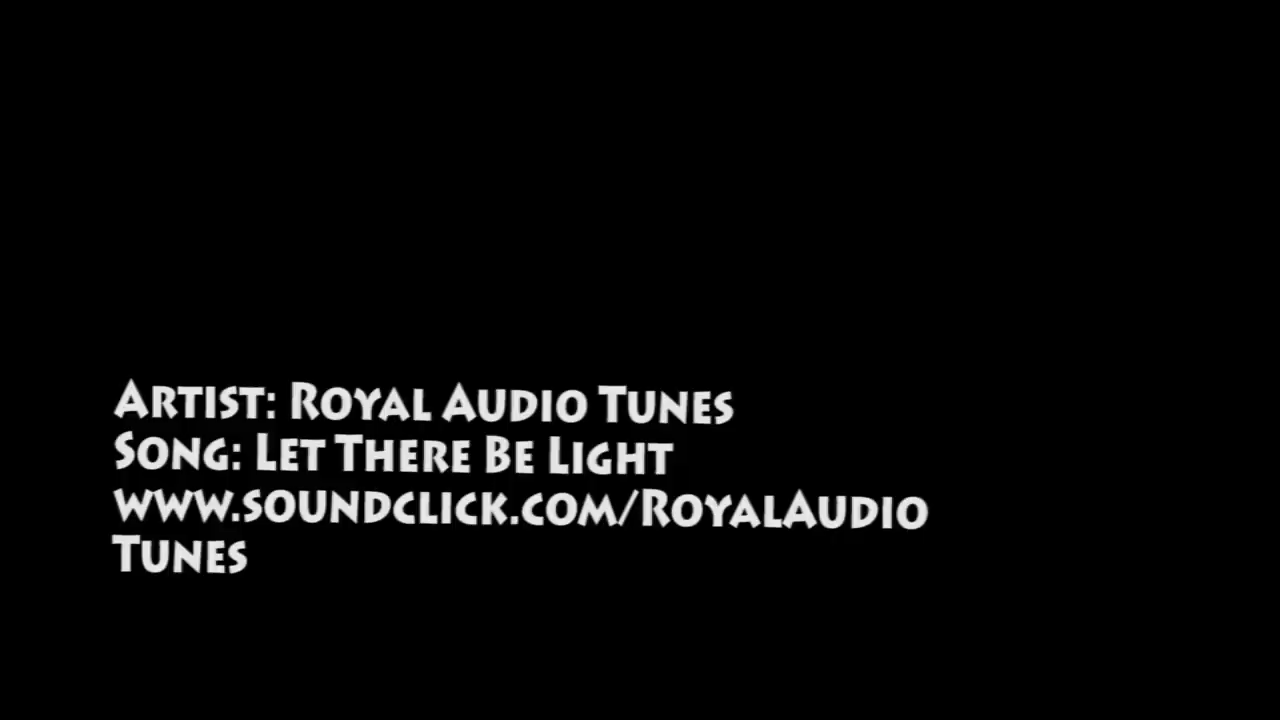 Artist: Royal Audio Tunes
Song: Let There Be Light
www.soundclick.com/RoyalAudio
Tunes